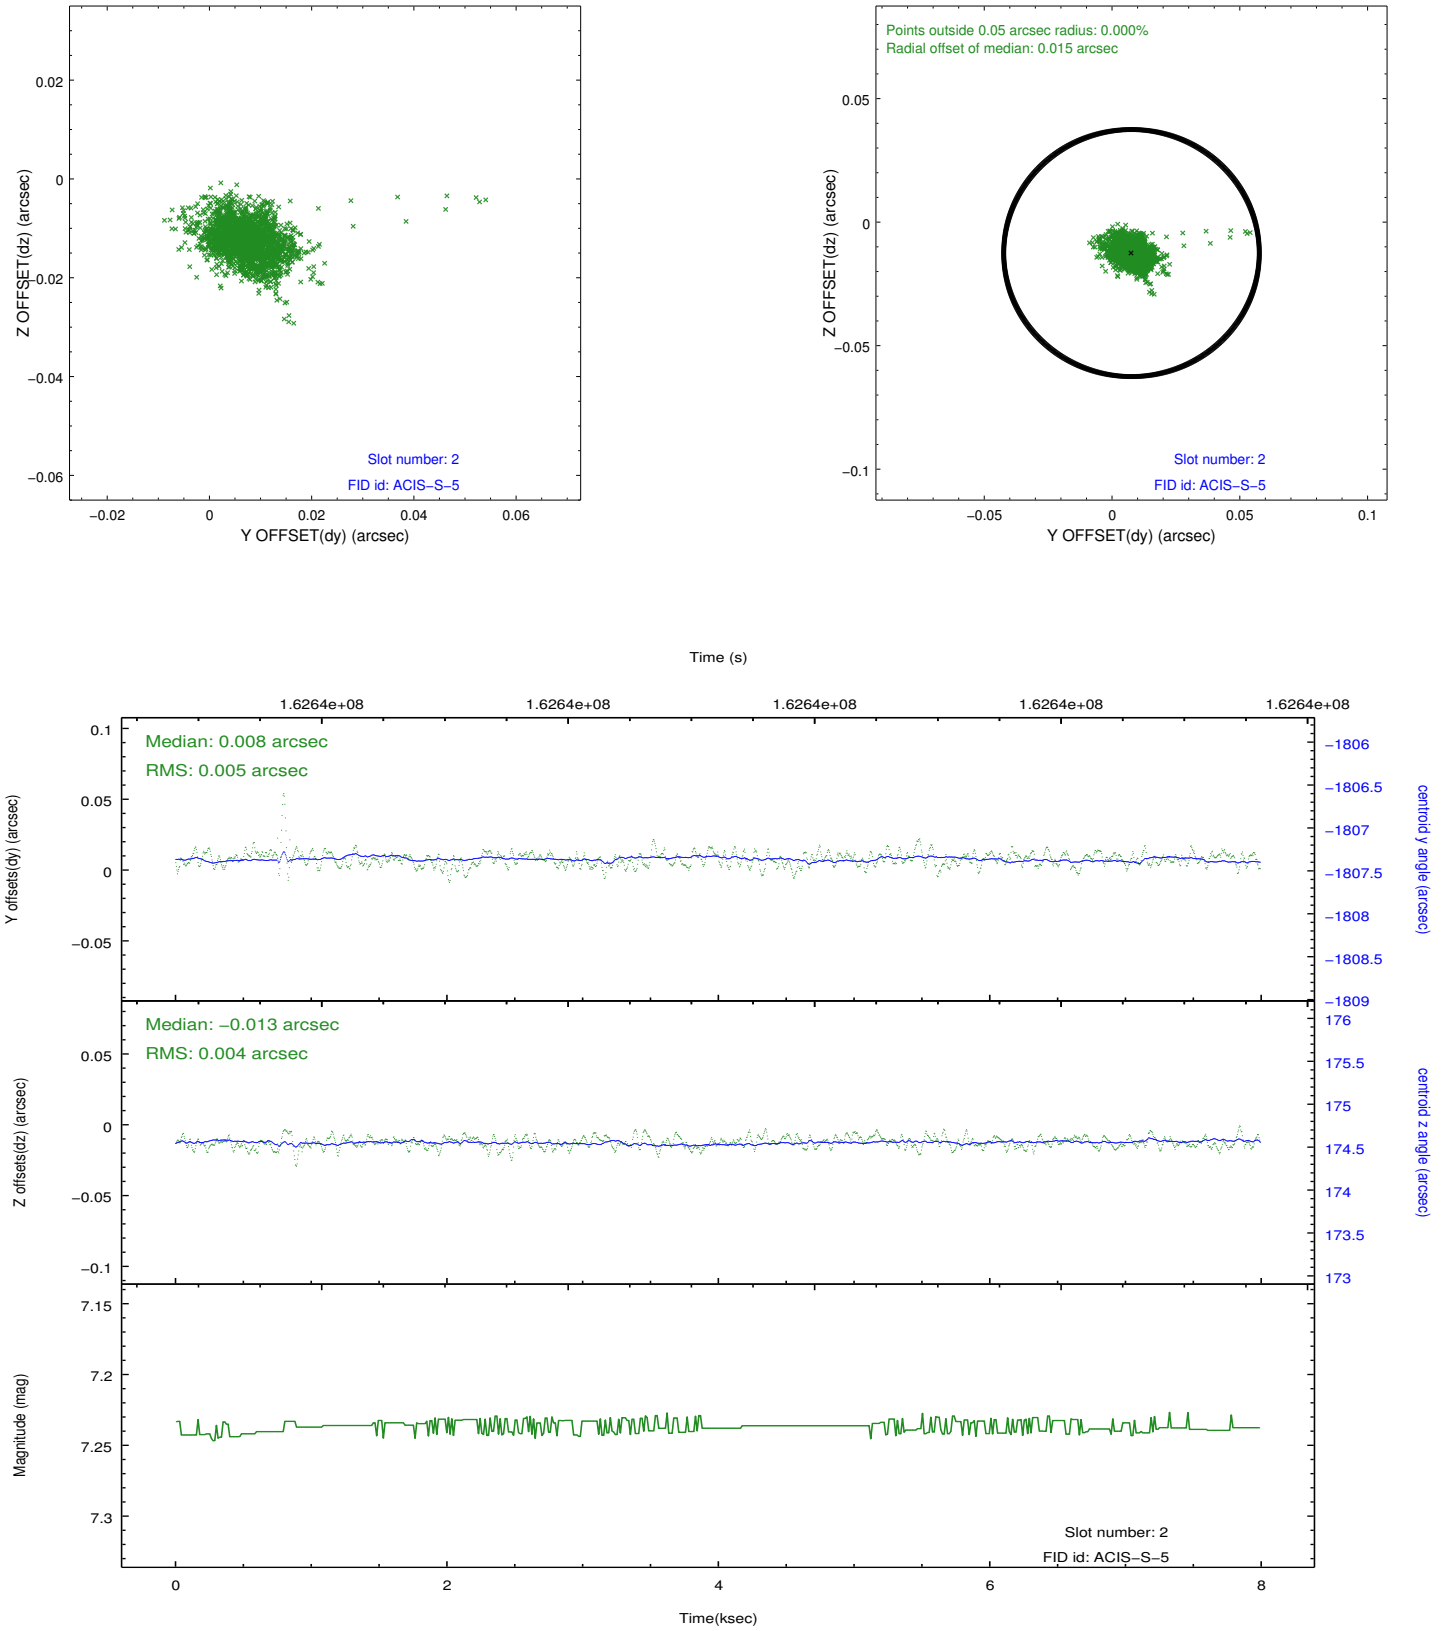 0.02
0
−0.02
−0.04
−0.06
Z OFFSET(dz) (arcsec)
Slot number: 2
FID id: ACIS−S−5
−0.02
0
0.02
0.04
0.06
Y OFFSET(dy) (arcsec)
Points outside 0.05 arcsec radius: 0.000%
Radial offset of median: 0.015 arcsec
0.05
0
−0.05
−0.1
Z OFFSET(dz) (arcsec)
Slot number: 2
FID id: ACIS−S−5
−0.05
0
0.05
0.1
Y OFFSET(dy) (arcsec)
Time (s)
1.6264e+08
1.6264e+08
1.6264e+08
1.6264e+08
1.6264e+08
Median: 0.008 arcsec
RMS: 0.005 arcsec
0.1
0.05
0
−0.05
Y offsets(dy) (arcsec)
−1806
−1806.5
−1807
−1807.5
−1808
−1808.5
−1809
centroid y angle (arcsec)
Median: −0.013 arcsec
RMS: 0.004 arcsec
0.05
0
−0.05
−0.1
Z offsets(dz) (arcsec)
176
175.5
175
174.5
174
173.5
173
centroid z angle (arcsec)
7.15
7.2
7.25
7.3
Magnitude (mag)
Slot number: 2
FID id: ACIS−S−5
0
2
4
6
8
Time(ksec)